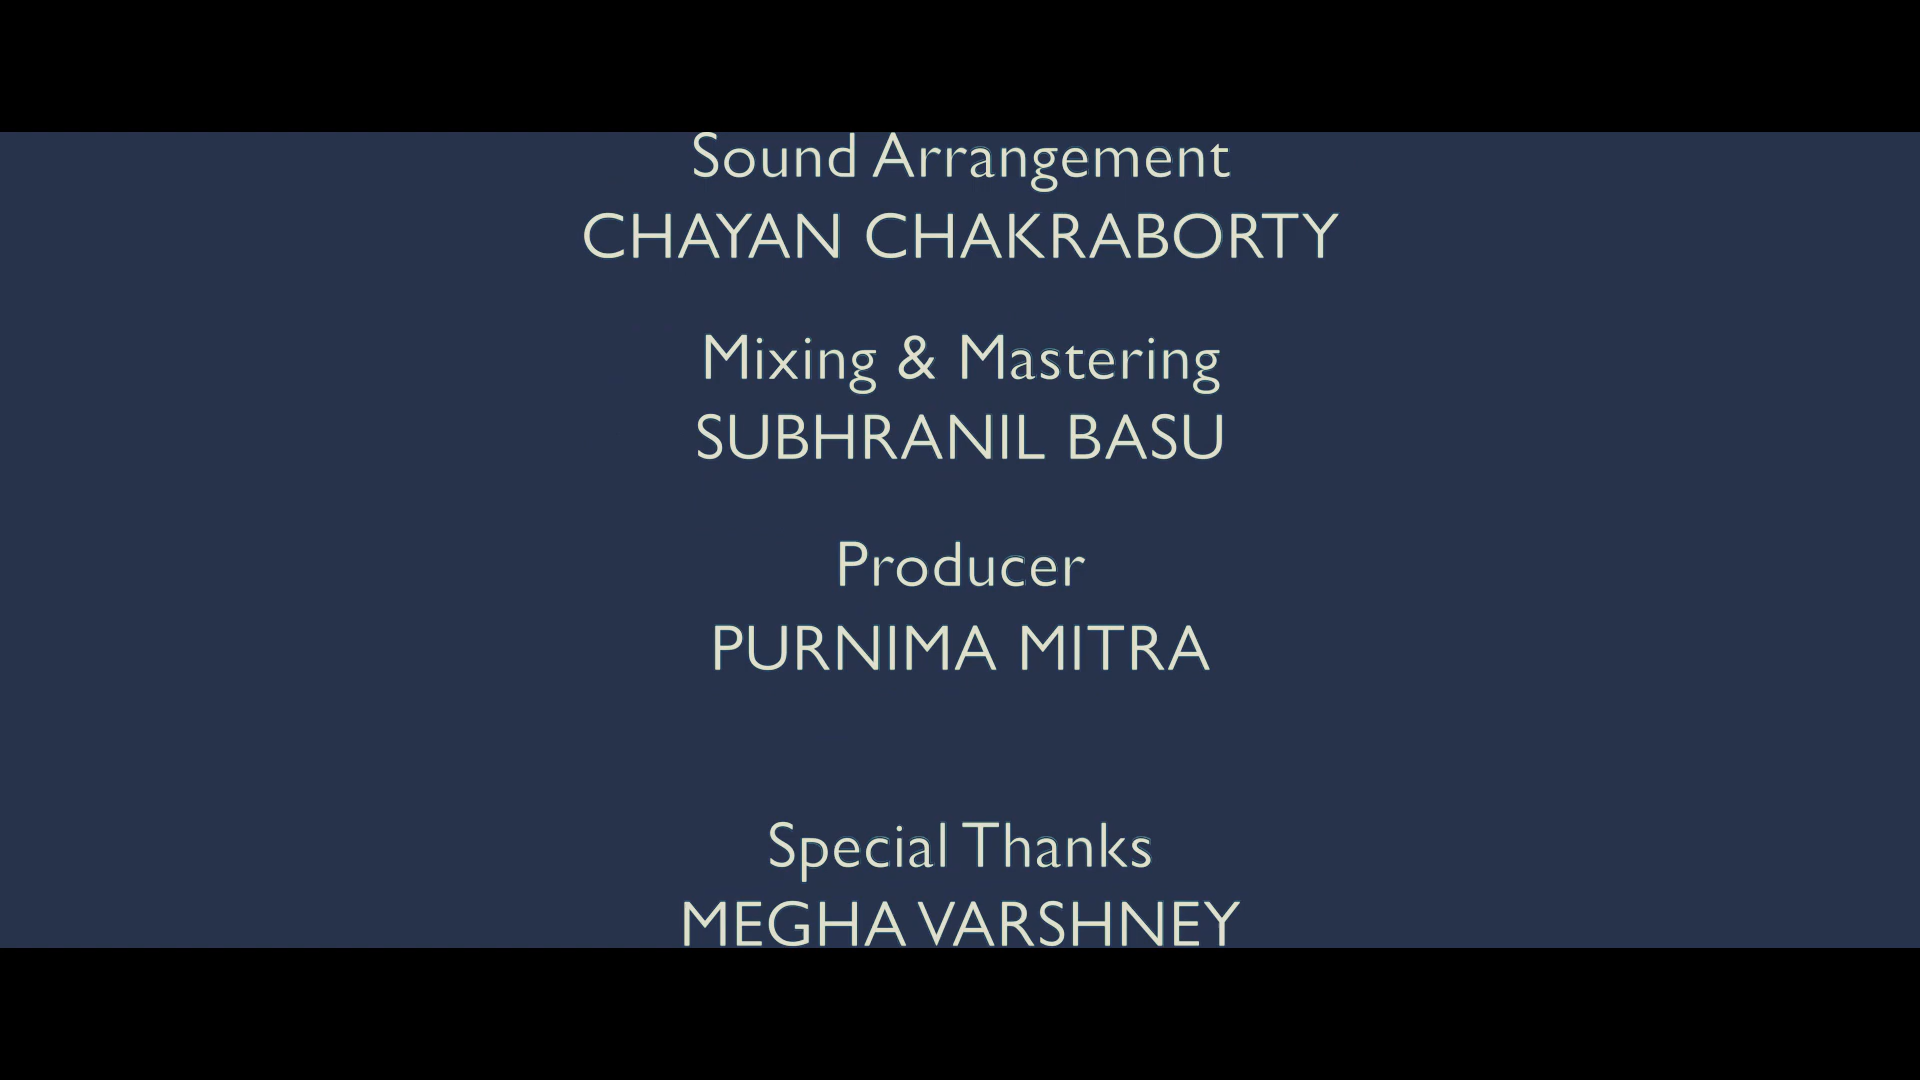 Sound Arrangement
CHAYAN CHAKRABORTY
Mixing & Mastering
SUBHRANIL BASU
Producer
PURNIMA MITRA
Special Thanks
MEGHA VARSHNEY